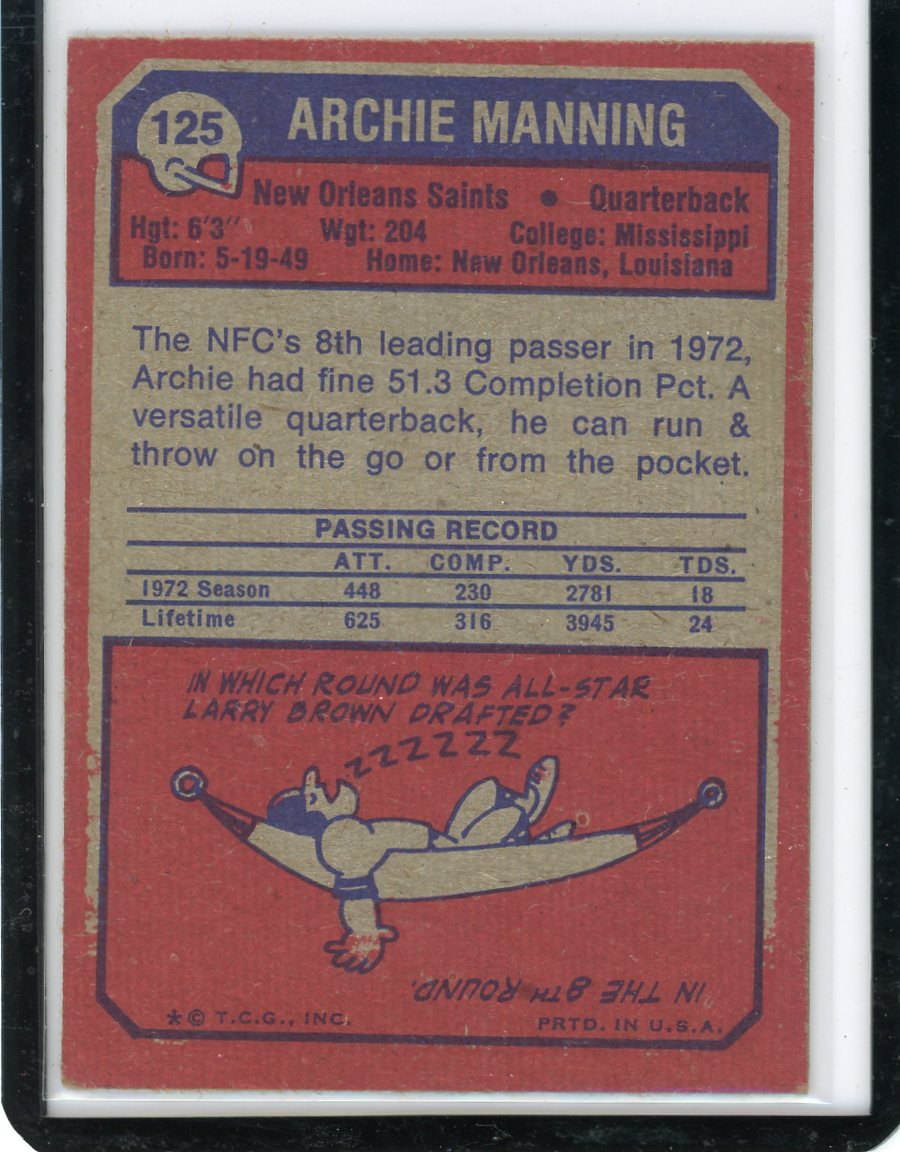 125 ARCHIE MANNING
New Orleans Saints • Quarterback
Hgt: 6'3" Wgt: 204 College: Mississippi
Born: 5-19-49 Home: New Orleans, Louisiana
The NFC's 8th leading passer in 1972,
Archie had fine 51.3 Completion Pct. A
versatile quarterback, he can run &
throw on the go or from the pocket.
PASSING RECORD
ATT. COMP. YDS. TDS.
1972 Season 448 230 2781 18
Lifetime 625 316 3945 24
IN WHICH ROUND WAS ALL-STAR
LARRY BROWN DRAFTED?
ZZZZZZZ
IN THE 8TH ROUND.
* © T.C.G., INC. PRTD. IN U.S.A.